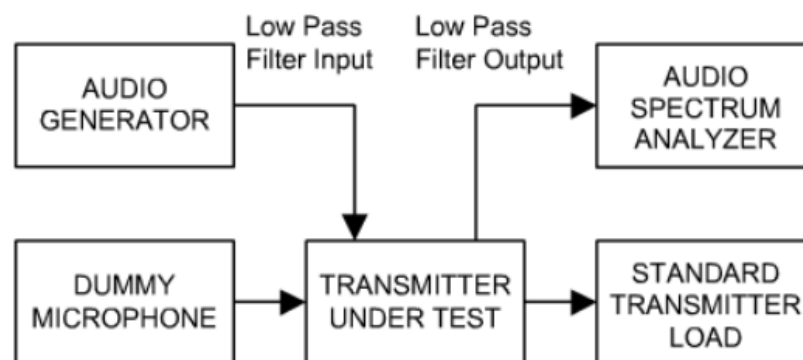 Low Pass
Filter Input
Low Pass
Filter Output
AUDIO
GENERATOR
AUDIO
SPECTRUM
ANALYZER
DUMMY
MICROPHONE
TRANSMITTER
UNDER TEST
STANDARD
TRANSMITTER
LOAD